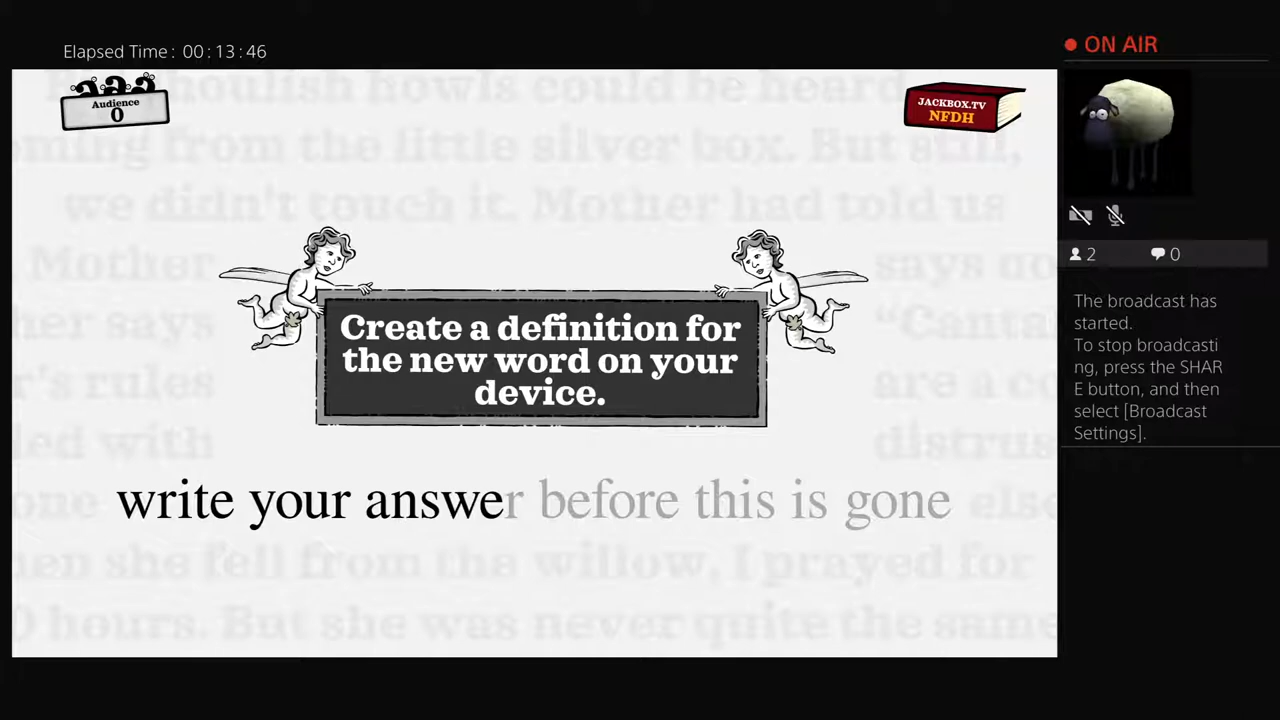 Elapsed Time: 00:13:46
ON AIR
Audience
0
JACKBOX.TV
NFDH
ghoulish howls could be heard
oming from the little silver box. But still,
we didn't touch it. Mother had told us
Mother
says no
her says
"Canta
r's rules
are a co
led with
distrus
Create a definition for
the new word on your
device.
write your answer before this is gone
one
else
hen she fell from the willow, I prayed for
0 hours. But she was never quite the same
2
0
The broadcast has
started.
To stop broadcasti
ng, press the SHAR
E button, and then
select [Broadcast
Settings].